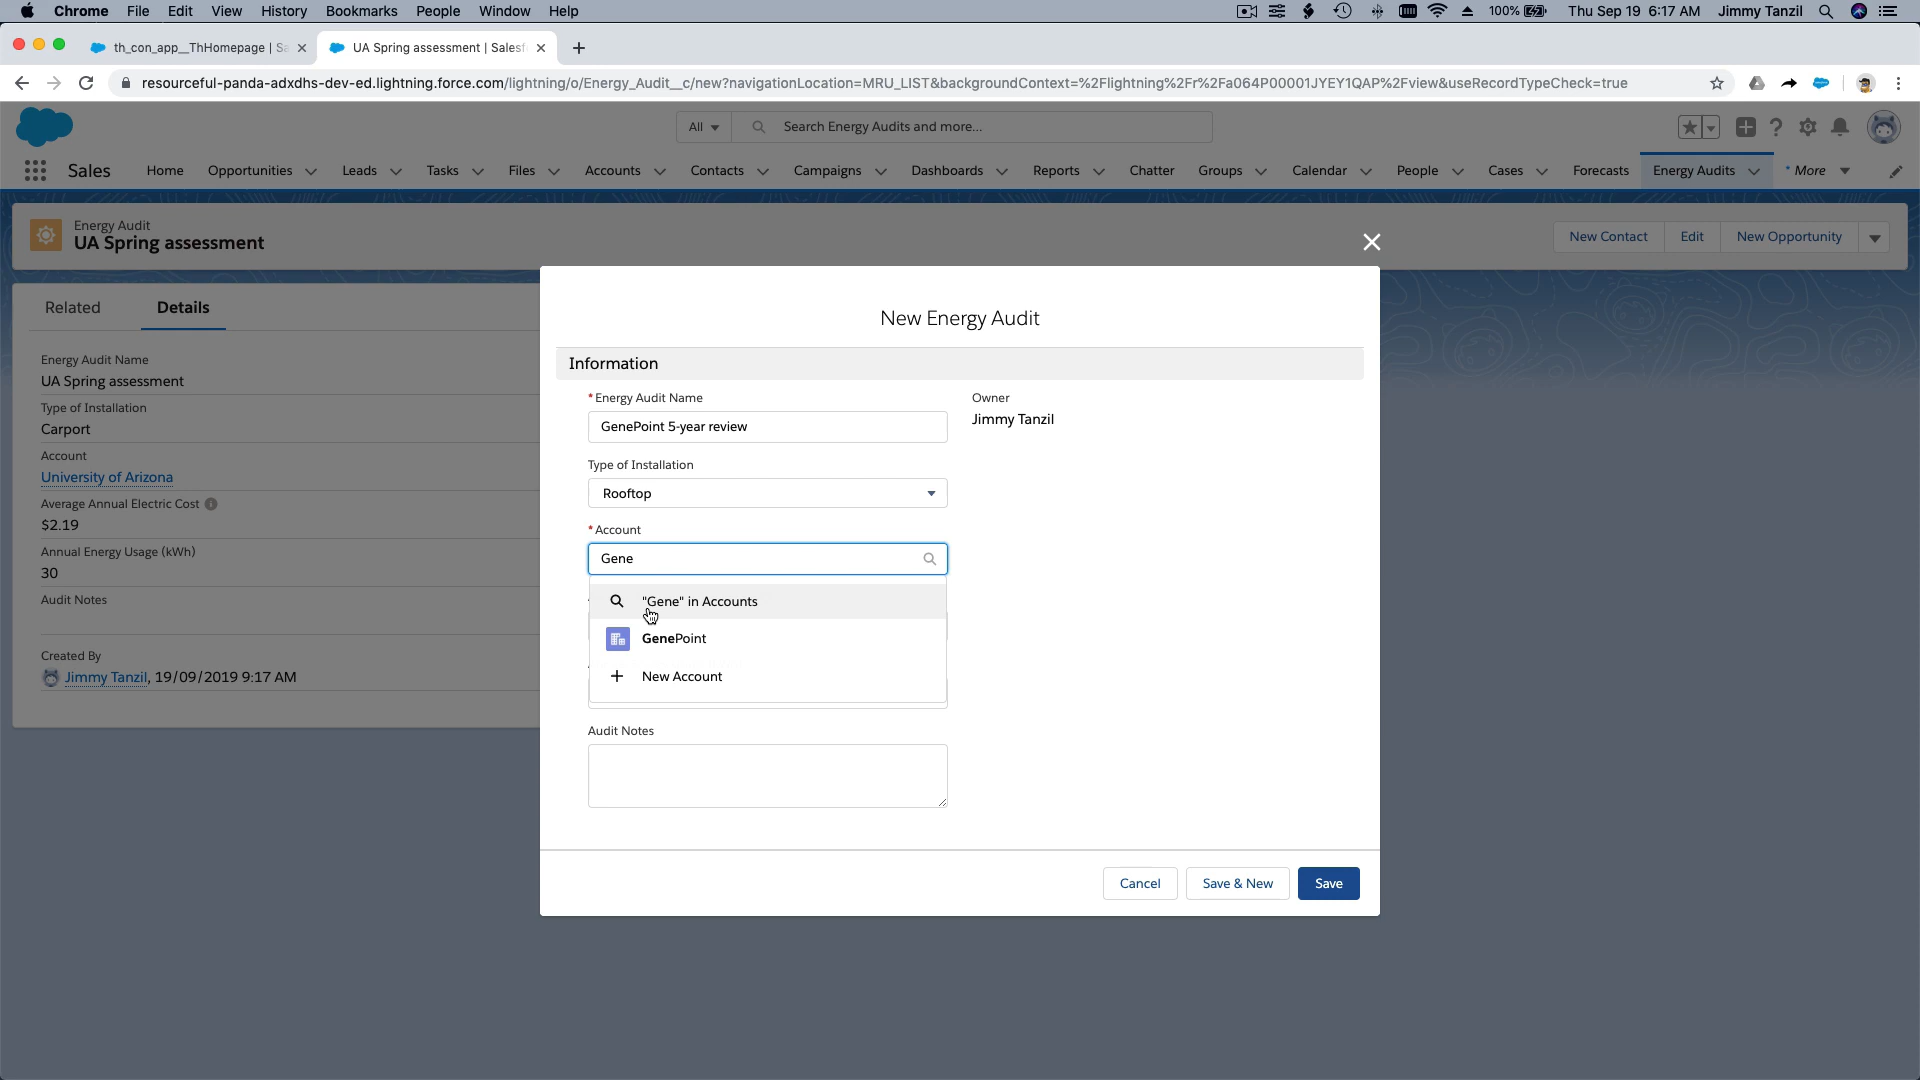 Chrome File Edit View History Bookmarks People Window Help 100% Thu Sep 19 6:17 AM Jimmy Tanzil
th_con_app__ThHomepage | Sa UA Spring assessment | Salesf
resourceful-panda-adxdhs-dev-ed.lightning.force.com/lightning/o/Energy_Audit__c/new?navigationLocation=MRU_LIST&backgroundContext=%2Flightning%2Fr%2Fa064P00001JYEY1QAP%2Fview&useRecordTypeCheck=true
All Search Energy Audits and more...
Sales Home Opportunities Leads Tasks Files Accounts Contacts Campaigns Dashboards Reports Chatter Groups Calendar People Cases Forecasts Energy Audits * More
Energy Audit
UA Spring assessment
New Contact Edit New Opportunity
Related Details
Energy Audit Name
UA Spring assessment
Type of Installation
Carport
Account
University of Arizona
Average Annual Electric Cost
$2.19
Annual Energy Usage (kWh)
30
Audit Notes
Created By
Jimmy Tanzil, 19/09/2019 9:17 AM
New Energy Audit
Information
* Energy Audit Name
GenePoint 5-year review
Owner
Jimmy Tanzil
Type of Installation
Rooftop
* Account
Gene
"Gene" in Accounts
GenePoint
New Account
Audit Notes
Cancel Save & New Save